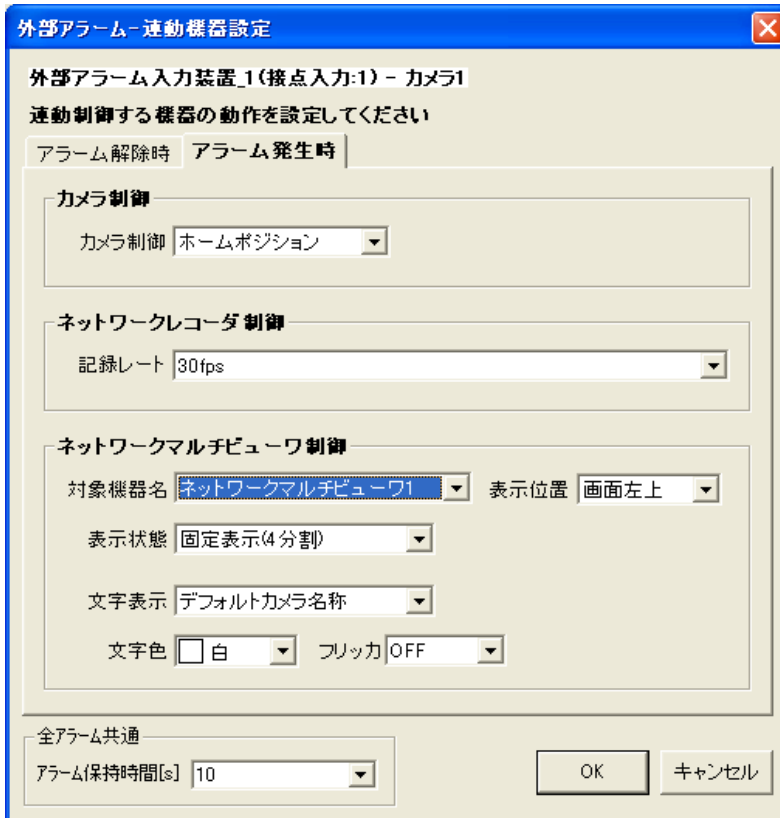 外部アラーム-連動機器設定
外部アラーム入力装置_1(接点入力:1) - カメラ1
連動制御する機器の動作を設定してください
アラーム解除時 アラーム発生時
カメラ制御
カメラ制御 ホームポジション
ネットワークレコーダ制御
記録レート 30fps
ネットワークマルチビューワ制御
対象機器名 ネットワークマルチビューワ1 表示位置 画面左上
表示状態 固定表示(4分割)
文字表示 デフォルトカメラ名称
文字色 白 フリッカ OFF
全アラーム共通
アラーム保持時間[s] 10 OK キャンセル